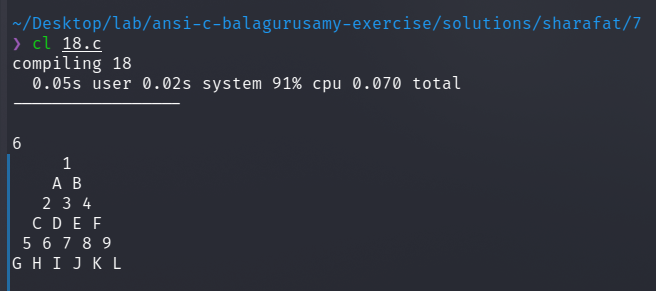 ~/Desktop/lab/ansi-c-balagurusamy-exercise/solutions/sharafat/7
❯ cl 18.c
compiling 18
  0.05s user 0.02s system 91% cpu 0.070 total
─────────────────

6
     1
    A B
   2 3 4
  C D E F
 5 6 7 8 9
G H I J K L